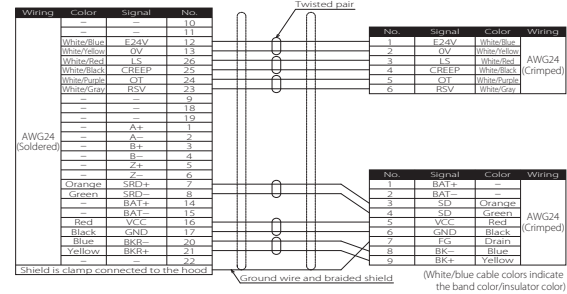 Twisted pair
Wiring Color Signal No.
– – 10
– – 11
White/Blue E24V 12
White/Yellow 0V 13
White/Red LS 26
White/Black CREEP 25
White/Purple OT 24
White/Gray RSV 23
– – 9
– – 18
– – 19
– A+ 1
AWG24 – A− 2
(Soldered) – B+ 3
– B− 4
– Z+ 5
– Z− 6
Orange SRD+ 7
Green SRD− 8
– BAT+ 14
– BAT− 15
Red VCC 16
Black GND 17
Blue BKR− 20
Yellow BKR+ 21
– – 22
Shield is clamp connected to the hood
Ground wire and braided shield
No. Signal Color Wiring
1 E24V White/Blue
2 0V White/Yellow
3 LS White/Red AWG24
4 CREEP White/Black (Crimped)
5 OT White/Purple
6 RSV White/Gray
No. Signal Color Wiring
1 BAT+ –
2 BAT− –
3 SD Orange
4 SD Green
5 VCC Red AWG24
6 GND Black (Crimped)
7 FG Drain
8 BK− Blue
9 BK+ Yellow
(White/blue cable colors indicate
the band color/insulator color)